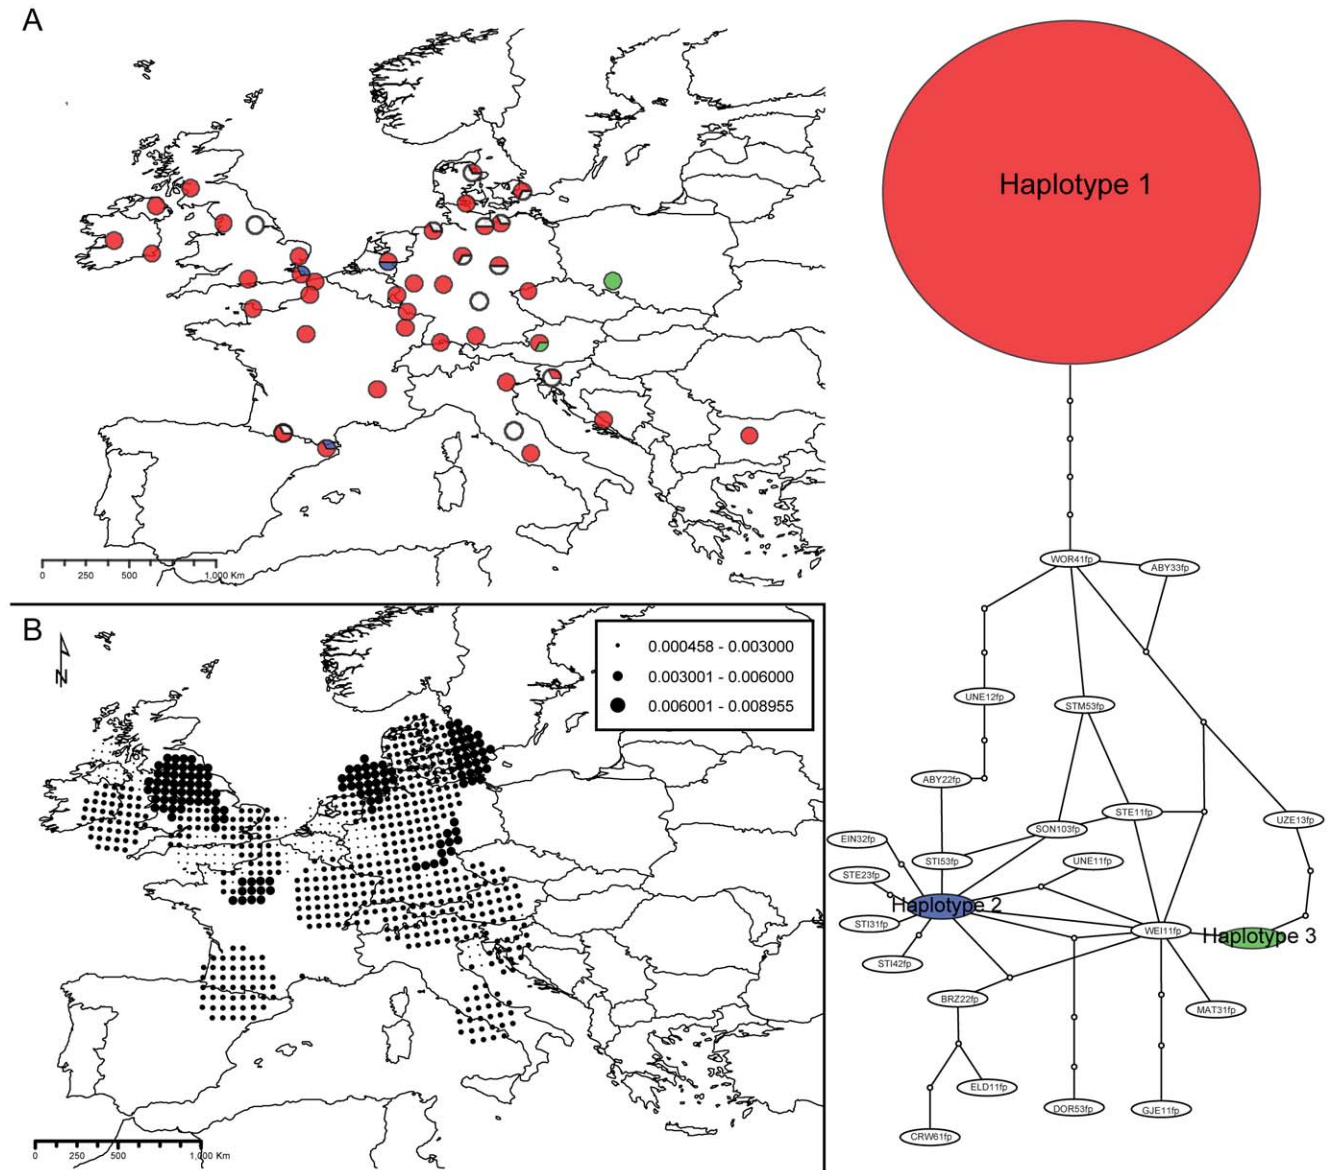 A
Haplotype 1
0 250 500 1,000 Km
WOR41fp ABY33fp
B
N
0.000458 - 0.003000
0.003001 - 0.006000
0.006001 - 0.008955
UNE12fp STM53fp
ABY22fp
STE11fp UZE13fp
SON103fp
EIN32fp
STI53fp UNE11fp
STE23fp
Haplotype 2
STI31fp
WEI11fp Haplotype 3
STI42fp
BRZ22fp
MAT31fp
ELD11fp
DOR53fp GJE11fp
CRW61fp
0 250 500 1,000 Km